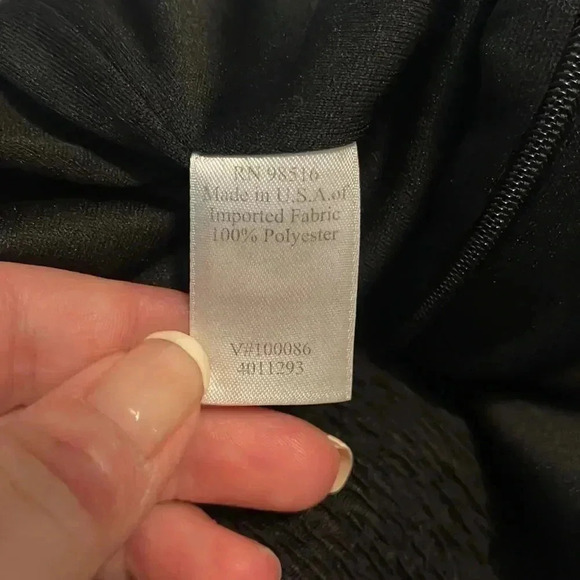 RN 98516
Made in U.S.A.of
Imported Fabric
100% Polyester
V#100086
4011293